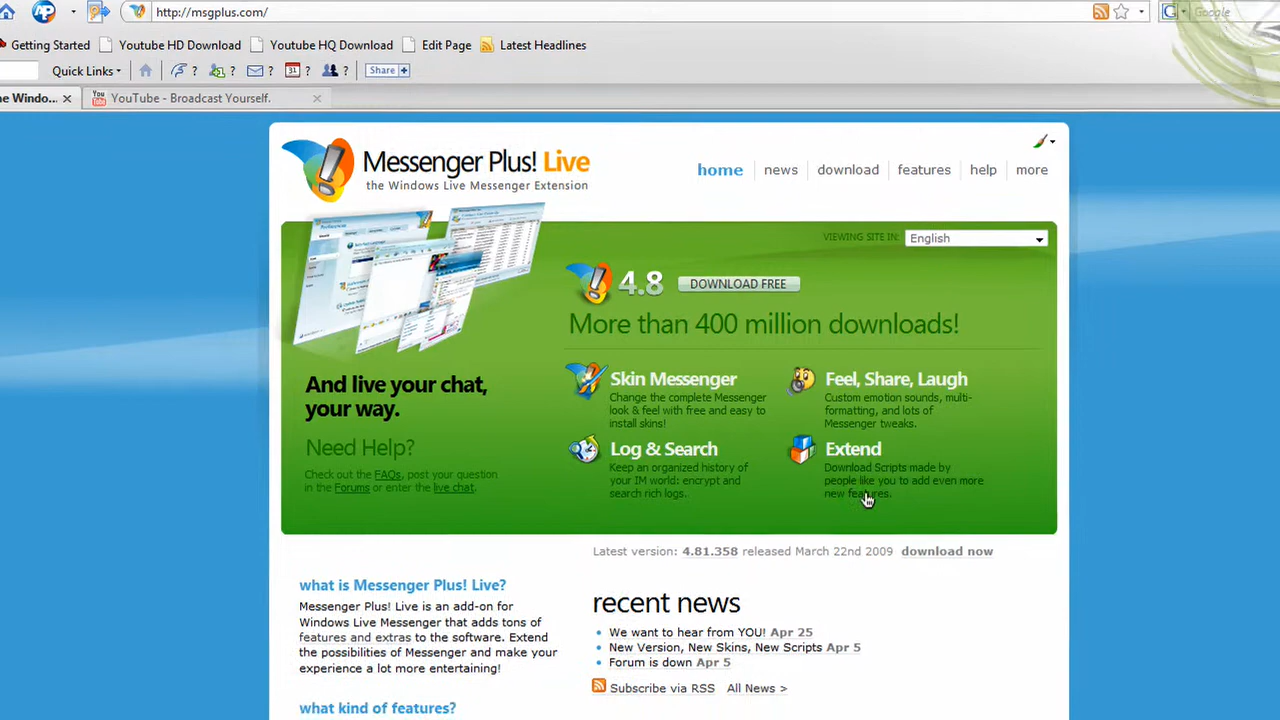 http://msgplus.com/
Google
Getting Started Youtube HD Download Youtube HQ Download Edit Page Latest Headlines
Quick Links ? ? ? 31 ? ? Share
he Windo... You Tube YouTube - Broadcast Yourself.
Messenger Plus! Live
the Windows Live Messenger Extension
home news download features help more
VIEWING SITE IN: English
4.8 DOWNLOAD FREE
More than 400 million downloads!
And live your chat,
your way.
Need Help?
Check out the FAQs, post your question
in the Forums or enter the live chat.
Skin Messenger
Change the complete Messenger
look & feel with free and easy to
install skins!
Feel, Share, Laugh
Custom emotion sounds, multi-
formatting, and lots of
Messenger tweaks.
Log & Search
Keep an organized history of
your IM world: encrypt and
search rich logs.
Extend
Download Scripts made by
people like you to add even more
new features.
Latest version: 4.81.358 released March 22nd 2009 download now
what is Messenger Plus! Live?
Messenger Plus! Live is an add-on for
Windows Live Messenger that adds tons of
features and extras to the software. Extend
the possibilities of Messenger and make your
experience a lot more entertaining!
what kind of features?
recent news
We want to hear from YOU! Apr 25
New Version, New Skins, New Scripts Apr 5
Forum is down Apr 5
Subscribe via RSS All News >